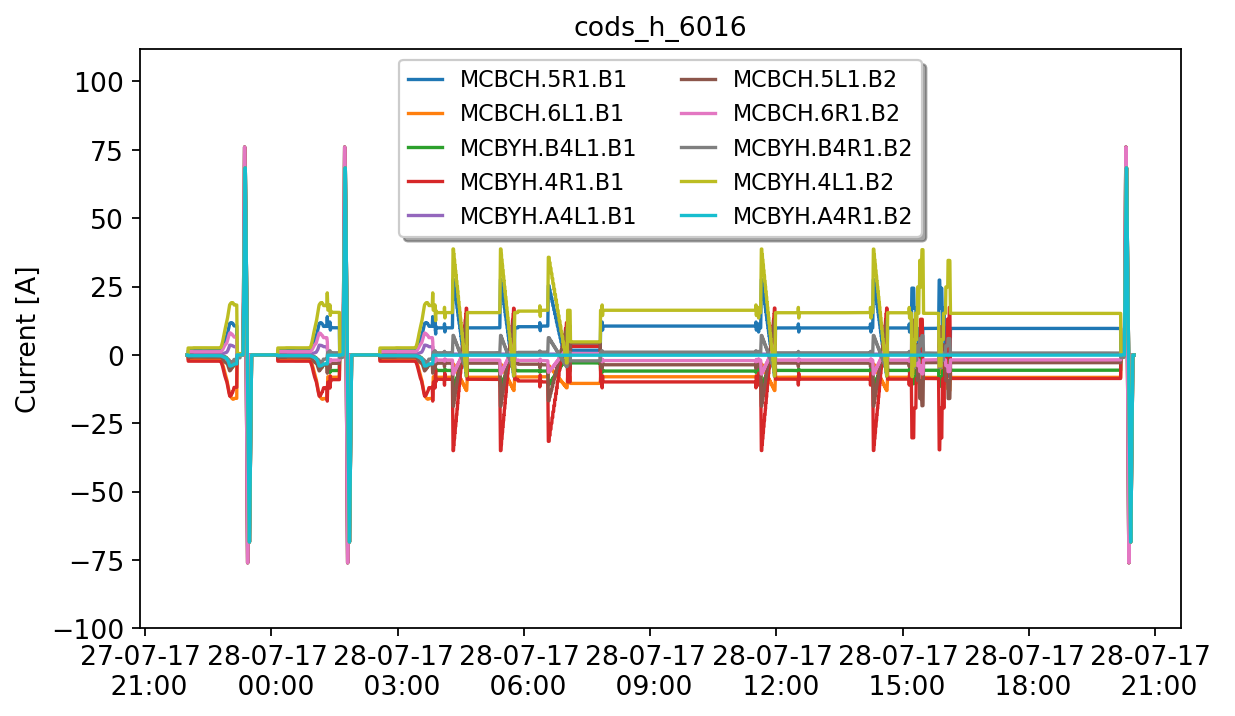 cods_h_6016
Current [A]
100
75
50
25
0
−25
−50
−75
−100
MCBCH.5R1.B1
MCBCH.6L1.B1
MCBYH.B4L1.B1
MCBYH.4R1.B1
MCBYH.A4L1.B1
MCBCH.5L1.B2
MCBCH.6R1.B2
MCBYH.B4R1.B2
MCBYH.4L1.B2
MCBYH.A4R1.B2
27-07-17 28-07-17 28-07-17 28-07-17 28-07-17 28-07-17 28-07-17 28-07-17 28-07-17
21:00 00:00 03:00 06:00 09:00 12:00 15:00 18:00 21:00